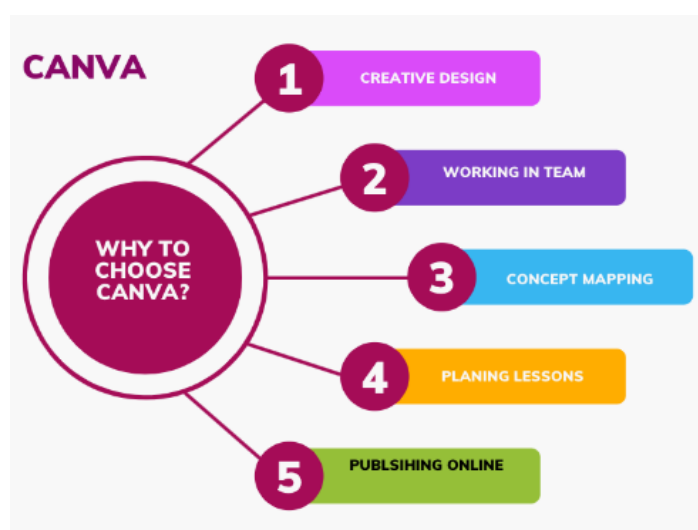 CANVA
1
CREATIVE DESIGN
2
WORKING IN TEAM
WHY TO
CHOOSE
CANVA?
3
CONCEPT MAPPING
4
PLANING LESSONS
5
PUBLSIHING ONLINE